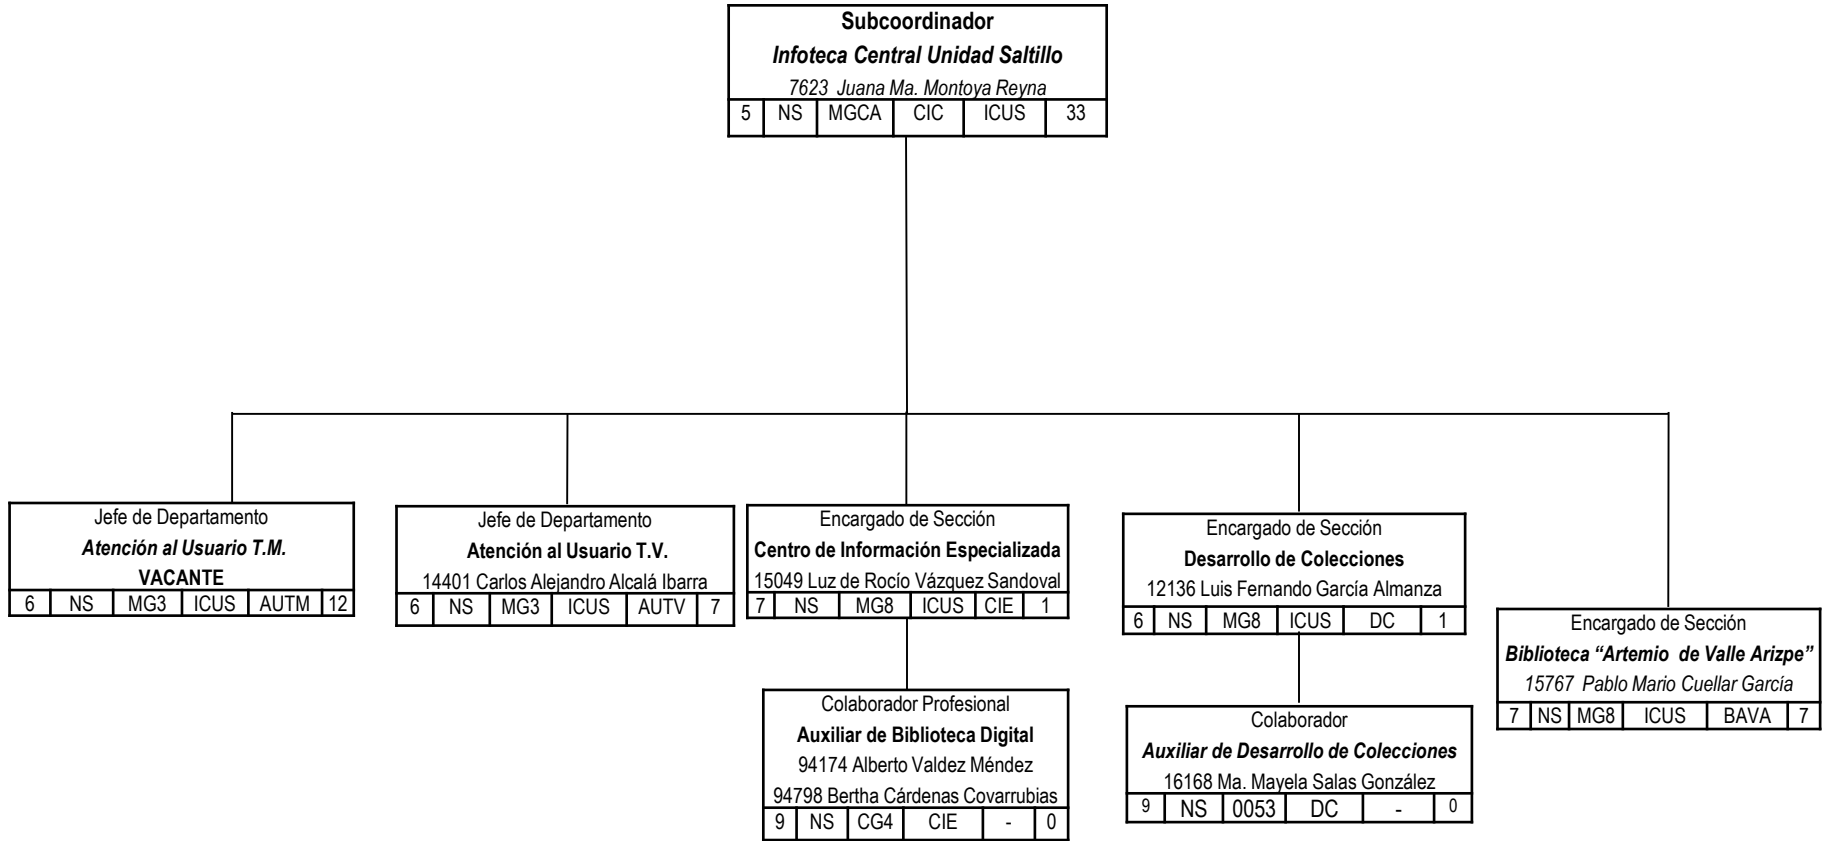 Subcoordinador
Infoteca Central Unidad Saltillo
7623 Juana Ma. Montoya Reyna
5 NS MGCA CIC ICUS 33
Jefe de Departamento
Atención al Usuario T.M.
VACANTE
6 NS MG3 ICUS AUTM 12
Jefe de Departamento
Atención al Usuario T.V.
14401 Carlos Alejandro Alcalá Ibarra
6 NS MG3 ICUS AUTV 7
Encargado de Sección
Centro de Información Especializada
15049 Luz de Rocío Vázquez Sandoval
7 NS MG8 ICUS CIE 1
Encargado de Sección
Desarrollo de Colecciones
12136 Luis Fernando García Almanza
6 NS MG8 ICUS DC 1
Encargado de Sección
Biblioteca “Artemio de Valle Arizpe”
15767 Pablo Mario Cuellar García
7 NS MG8 ICUS BAVA 7
Colaborador Profesional
Auxiliar de Biblioteca Digital
94174 Alberto Valdez Méndez
94798 Bertha Cárdenas Covarrubias
9 NS CG4 CIE - 0
Colaborador
Auxiliar de Desarrollo de Colecciones
16168 Ma. Mayela Salas González
9 NS 0053 DC - 0